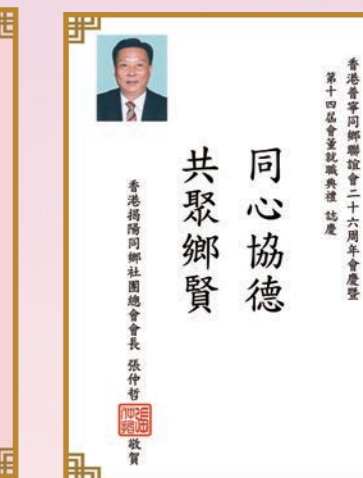 香港普寧同鄉聯誼會二十六周年會慶暨
第十四屆會董就職典禮 誌慶
同心協德
共聚鄉賢
香港揭陽同鄉社團總會會長 張仲哲
敬賀